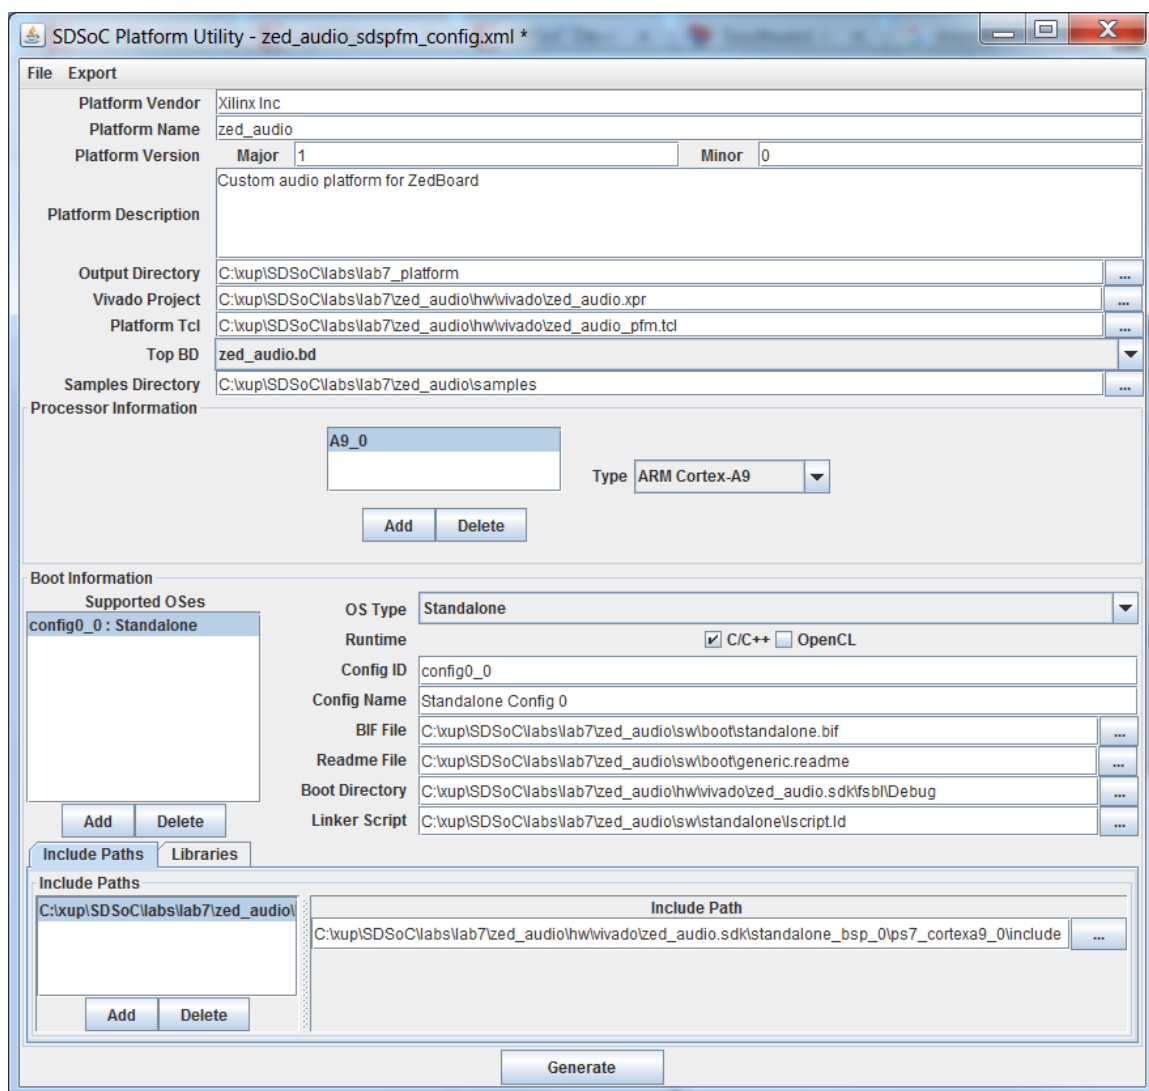 SDSoC Platform Utility - zed_audio_sdspfm_config.xml *
File Export
Platform Vendor Xilinx Inc
Platform Name zed_audio
Platform Version Major 1 Minor 0
Custom audio platform for ZedBoard
Platform Description
Output Directory C:\xup\SDSoC\labs\lab7_platform ...
Vivado Project C:\xup\SDSoC\labs\lab7\zed_audio\hw\vivado\zed_audio.xpr ...
Platform Tcl C:\xup\SDSoC\labs\lab7\zed_audio\hw\vivado\zed_audio_pfm.tcl ...
Top BD zed_audio.bd
Samples Directory C:\xup\SDSoC\labs\lab7\zed_audio\samples ...
Processor Information
A9_0
Type ARM Cortex-A9
Add Delete
Boot Information
Supported OSes
config0_0 : Standalone
Add Delete
OS Type Standalone
Runtime C/C++ OpenCL
Config ID config0_0
Config Name Standalone Config 0
BIF File C:\xup\SDSoC\labs\lab7\zed_audio\sw\boot\standalone.bif ...
Readme File C:\xup\SDSoC\labs\lab7\zed_audio\sw\boot\generic.readme ...
Boot Directory C:\xup\SDSoC\labs\lab7\zed_audio\hw\vivado\zed_audio.sdk\fsbl\Debug ...
Linker Script C:\xup\SDSoC\labs\lab7\zed_audio\sw\standalone\lscript.ld ...
Include Paths Libraries
Include Paths
C:\xup\SDSoC\labs\lab7\zed_audio\
Add Delete
Include Path
C:\xup\SDSoC\labs\lab7\zed_audio\hw\vivado\zed_audio.sdk\standalone_bsp_0\ps7_cortexa9_0\include ...
Generate